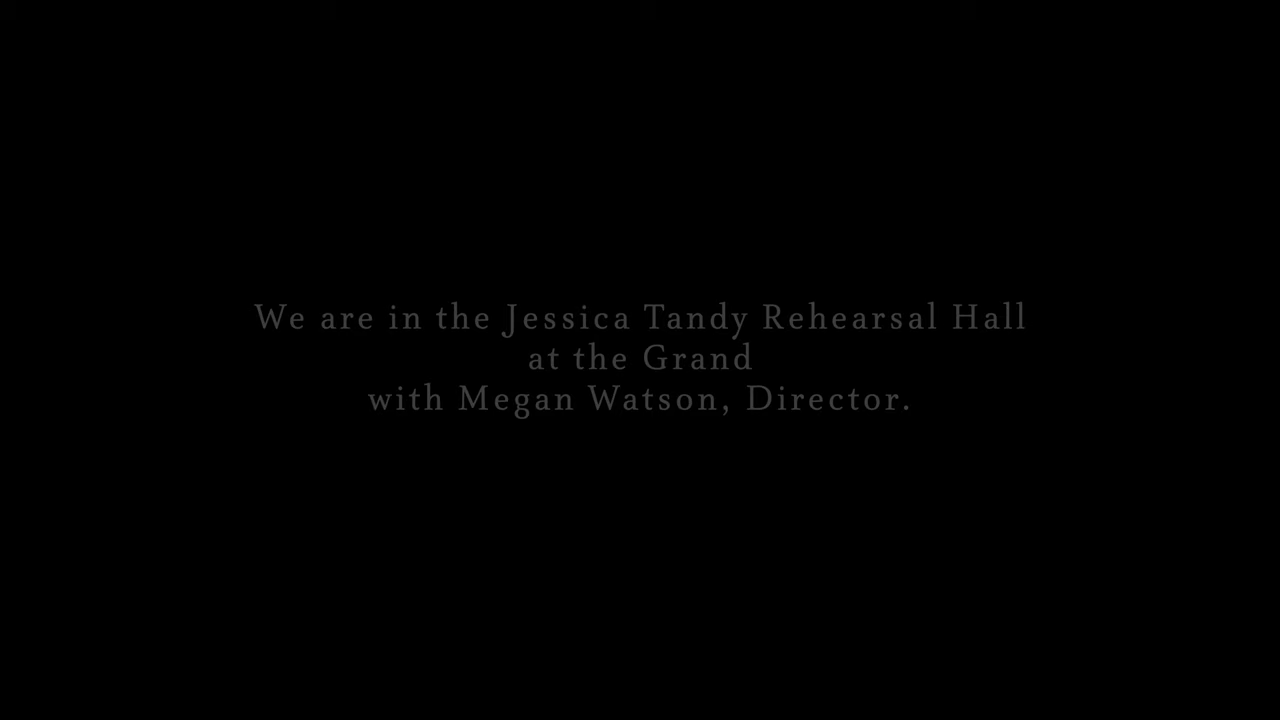 We are in the Jessica Tandy Rehearsal Hall
at the Grand
with Megan Watson, Director.